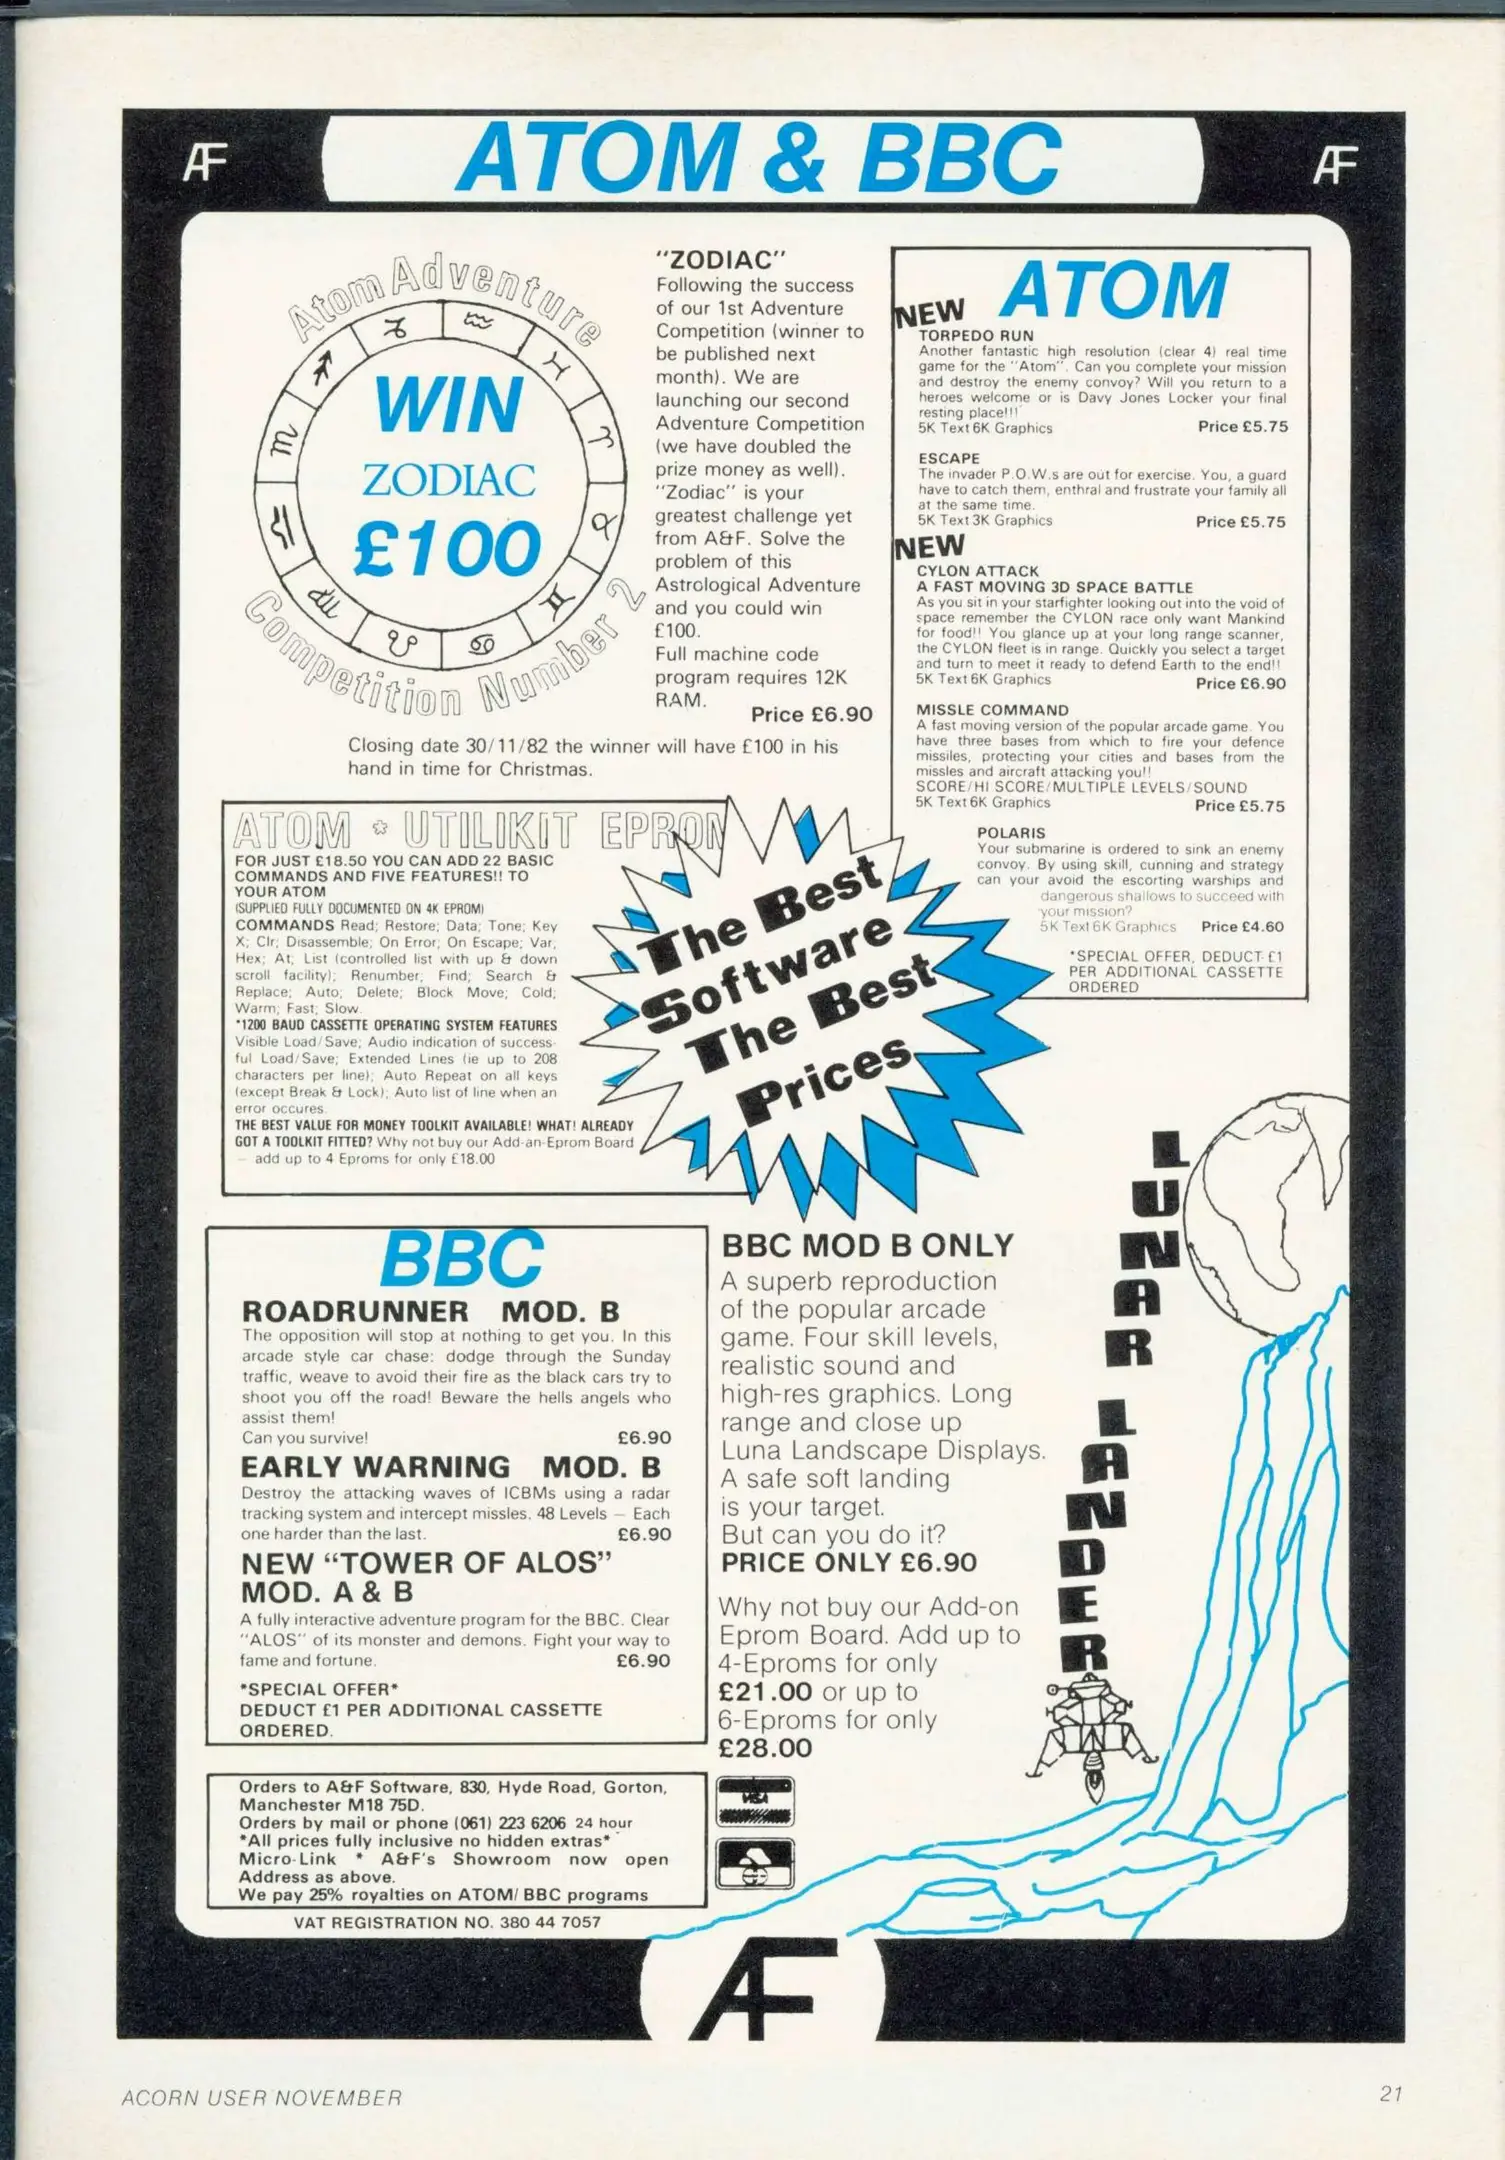 AF
ATOM & BBC
AF
Atom Adventure
WIN
ZODIAC
£100
Competition Number 2
"ZODIAC"
Following the success
of our 1st Adventure
Competition (winner to
be published next
month). We are
launching our second
Adventure Competition
(we have doubled the
prize money as well).
"Zodiac" is your
greatest challenge yet
from A&F. Solve the
problem of this
Astrological Adventure
and you could win
£100.
Full machine code
program requires 12K
RAM.
Price £6.90
Closing date 30/11/82 the winner will have £100 in his
hand in time for Christmas.
ATOM
NEW
TORPEDO RUN
Another fantastic high resolution (clear 4) real time
game for the "Atom". Can you complete your mission
and destroy the enemy convoy? Will you return to a
heroes welcome or is Davy Jones Locker your final
resting place!!!
5K Text 6K Graphics Price £5.75
ESCAPE
The invader P.O.W.s are out for exercise. You, a guard
have to catch them, enthral and frustrate your family all
at the same time.
5K Text 3K Graphics Price £5.75
NEW
CYLON ATTACK
A FAST MOVING 3D SPACE BATTLE
As you sit in your starfighter looking out into the void of
space remember the CYLON race only want Mankind
for food!! You glance up at your long range scanner,
the CYLON fleet is in range. Quickly you select a target
and turn to meet it ready to defend Earth to the end!!
5K Text 6K Graphics Price £6.90
MISSLE COMMAND
A fast moving version of the popular arcade game. You
have three bases from which to fire your defence
missiles, protecting your cities and bases from the
missles and aircraft attacking you!!
SCORE/HI SCORE/MULTIPLE LEVELS/SOUND
5K Text 6K Graphics Price £5.75
POLARIS
Your submarine is ordered to sink an enemy
convoy. By using skill, cunning and strategy
can your avoid the escorting warships and
dangerous shallows to succeed with
your mission?
5K Text 6K Graphics Price £4.60
*SPECIAL OFFER, DEDUCT £1
PER ADDITIONAL CASSETTE
ORDERED
ATOM * UTILIKIT EPROM
FOR JUST £18.50 YOU CAN ADD 22 BASIC
COMMANDS AND FIVE FEATURES!! TO
YOUR ATOM
(SUPPLIED FULLY DOCUMENTED ON 4K EPROM)
COMMANDS Read; Restore; Data; Tone; Key
X; Clr; Disassemble; On Error; On Escape; Var,
Hex; At; List (controlled list with up & down
scroll facility); Renumber; Find; Search &
Replace; Auto; Delete; Block Move; Cold;
Warm; Fast; Slow.
*1200 BAUD CASSETTE OPERATING SYSTEM FEATURES
Visible Load/Save; Audio indication of success-
ful Load/Save; Extended Lines (ie up to 208
characters per line); Auto Repeat on all keys
(except Break & Lock); Auto list of line when an
error occures.
THE BEST VALUE FOR MONEY TOOLKIT AVAILABLE! WHAT! ALREADY
GOT A TOOLKIT FITTED? Why not buy our Add-an-Eprom Board
— add up to 4 Eproms for only £18.00
The Best
Software
The Best
Prices
BBC
ROADRUNNER MOD. B
The opposition will stop at nothing to get you. In this
arcade style car chase: dodge through the Sunday
traffic, weave to avoid their fire as the black cars try to
shoot you off the road! Beware the hells angels who
assist them!
Can you survive! £6.90
EARLY WARNING MOD. B
Destroy the attacking waves of ICBMs using a radar
tracking system and intercept missles. 48 Levels — Each
one harder than the last. £6.90
NEW "TOWER OF ALOS"
MOD. A & B
A fully interactive adventure program for the BBC. Clear
"ALOS" of its monster and demons. Fight your way to
fame and fortune. £6.90
*SPECIAL OFFER*
DEDUCT £1 PER ADDITIONAL CASSETTE
ORDERED.
BBC MOD B ONLY
A superb reproduction
of the popular arcade
game. Four skill levels,
realistic sound and
high-res graphics. Long
range and close up
Luna Landscape Displays.
A safe soft landing
is your target.
But can you do it?
PRICE ONLY £6.90
Why not buy our Add-on
Eprom Board. Add up to
4-Eproms for only
£21.00 or up to
6-Eproms for only
£28.00
LUNAR LANDER
VISA
Orders to A&F Software, 830, Hyde Road, Gorton,
Manchester M18 75D.
Orders by mail or phone (061) 223 6206 24 hour
*All prices fully inclusive no hidden extras*
Micro-Link * A&F's Showroom now open
Address as above.
We pay 25% royalties on ATOM/BBC programs
VAT REGISTRATION NO. 380 44 7057
AF
ACORN USER NOVEMBER
21